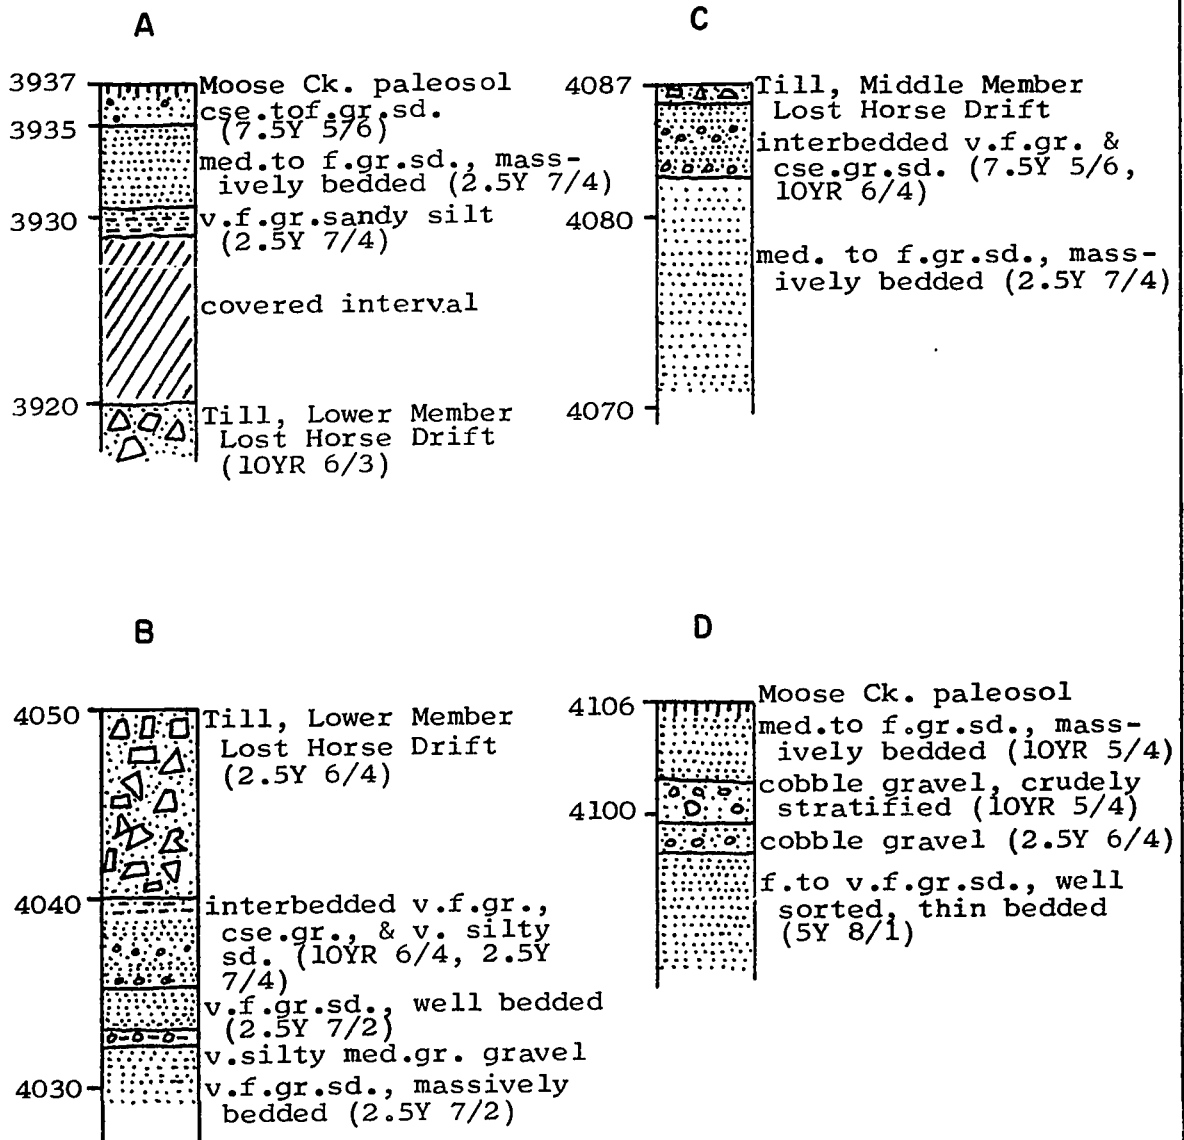 A
3937
Moose Ck. paleosol
cse.tof.gr.sd.
(7.5Y 5/6)
3935
med.to f.gr.sd., mass-
ively bedded (2.5Y 7/4)
3930
v.f.gr.sandy silt
(2.5Y 7/4)
covered interval
3920
Till, Lower Member
Lost Horse Drift
(10YR 6/3)
C
4087
Till, Middle Member
Lost Horse Drift
interbedded v.f.gr. &
cse.gr.sd. (7.5Y 5/6,
10YR 6/4)
4080
med. to f.gr.sd., mass-
ively bedded (2.5Y 7/4)
4070
B
4050
Till, Lower Member
Lost Horse Drift
(2.5Y 6/4)
4040
interbedded v.f.gr.,
cse.gr., & v. silty
sd. (10YR 6/4, 2.5Y
7/4)
v.f.gr.sd., well bedded
(2.5Y 7/2)
v.silty med.gr. gravel
4030
v.f.gr.sd., massively
bedded (2.5Y 7/2)
D
4106
Moose Ck. paleosol
med.to f.gr.sd., mass-
ively bedded (10YR 5/4)
cobble gravel, crudely
stratified (10YR 5/4)
4100
cobble gravel (2.5Y 6/4)
f.to v.f.gr.sd., well
sorted, thin bedded
(5Y 8/1)